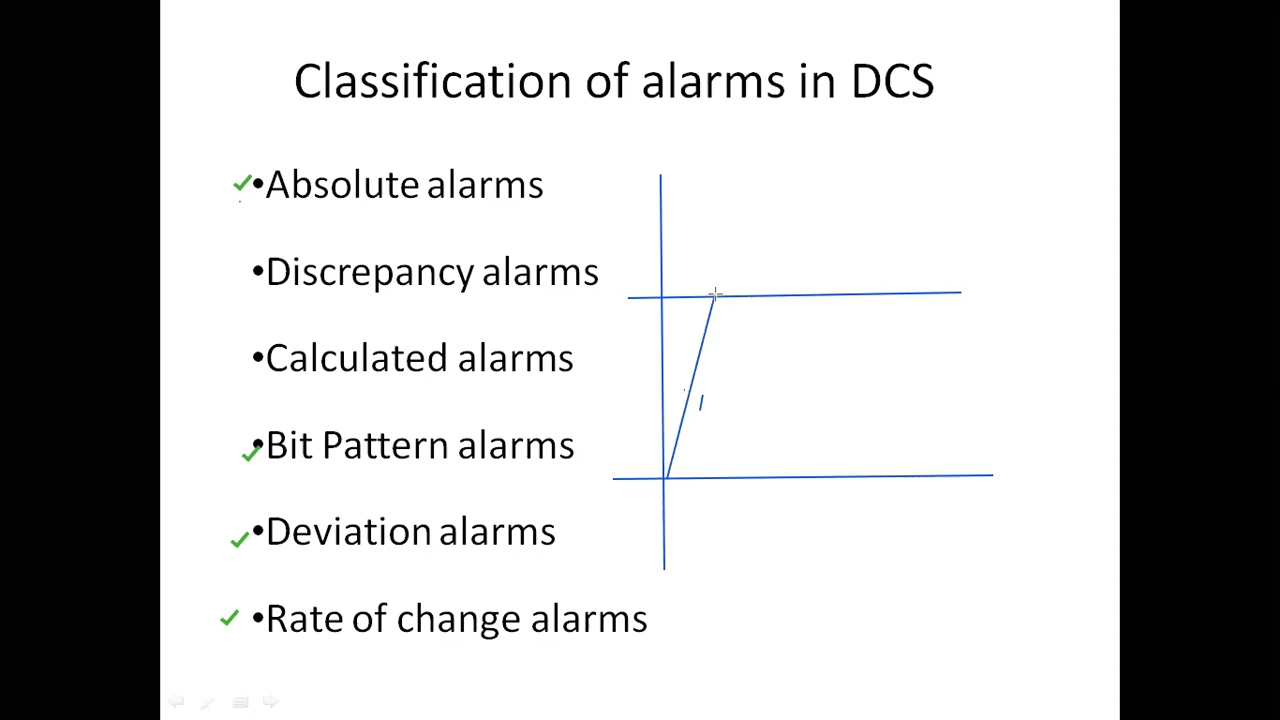 Classification of alarms in DCS
•Absolute alarms
•Discrepancy alarms
•Calculated alarms
•Bit Pattern alarms
•Deviation alarms
•Rate of change alarms